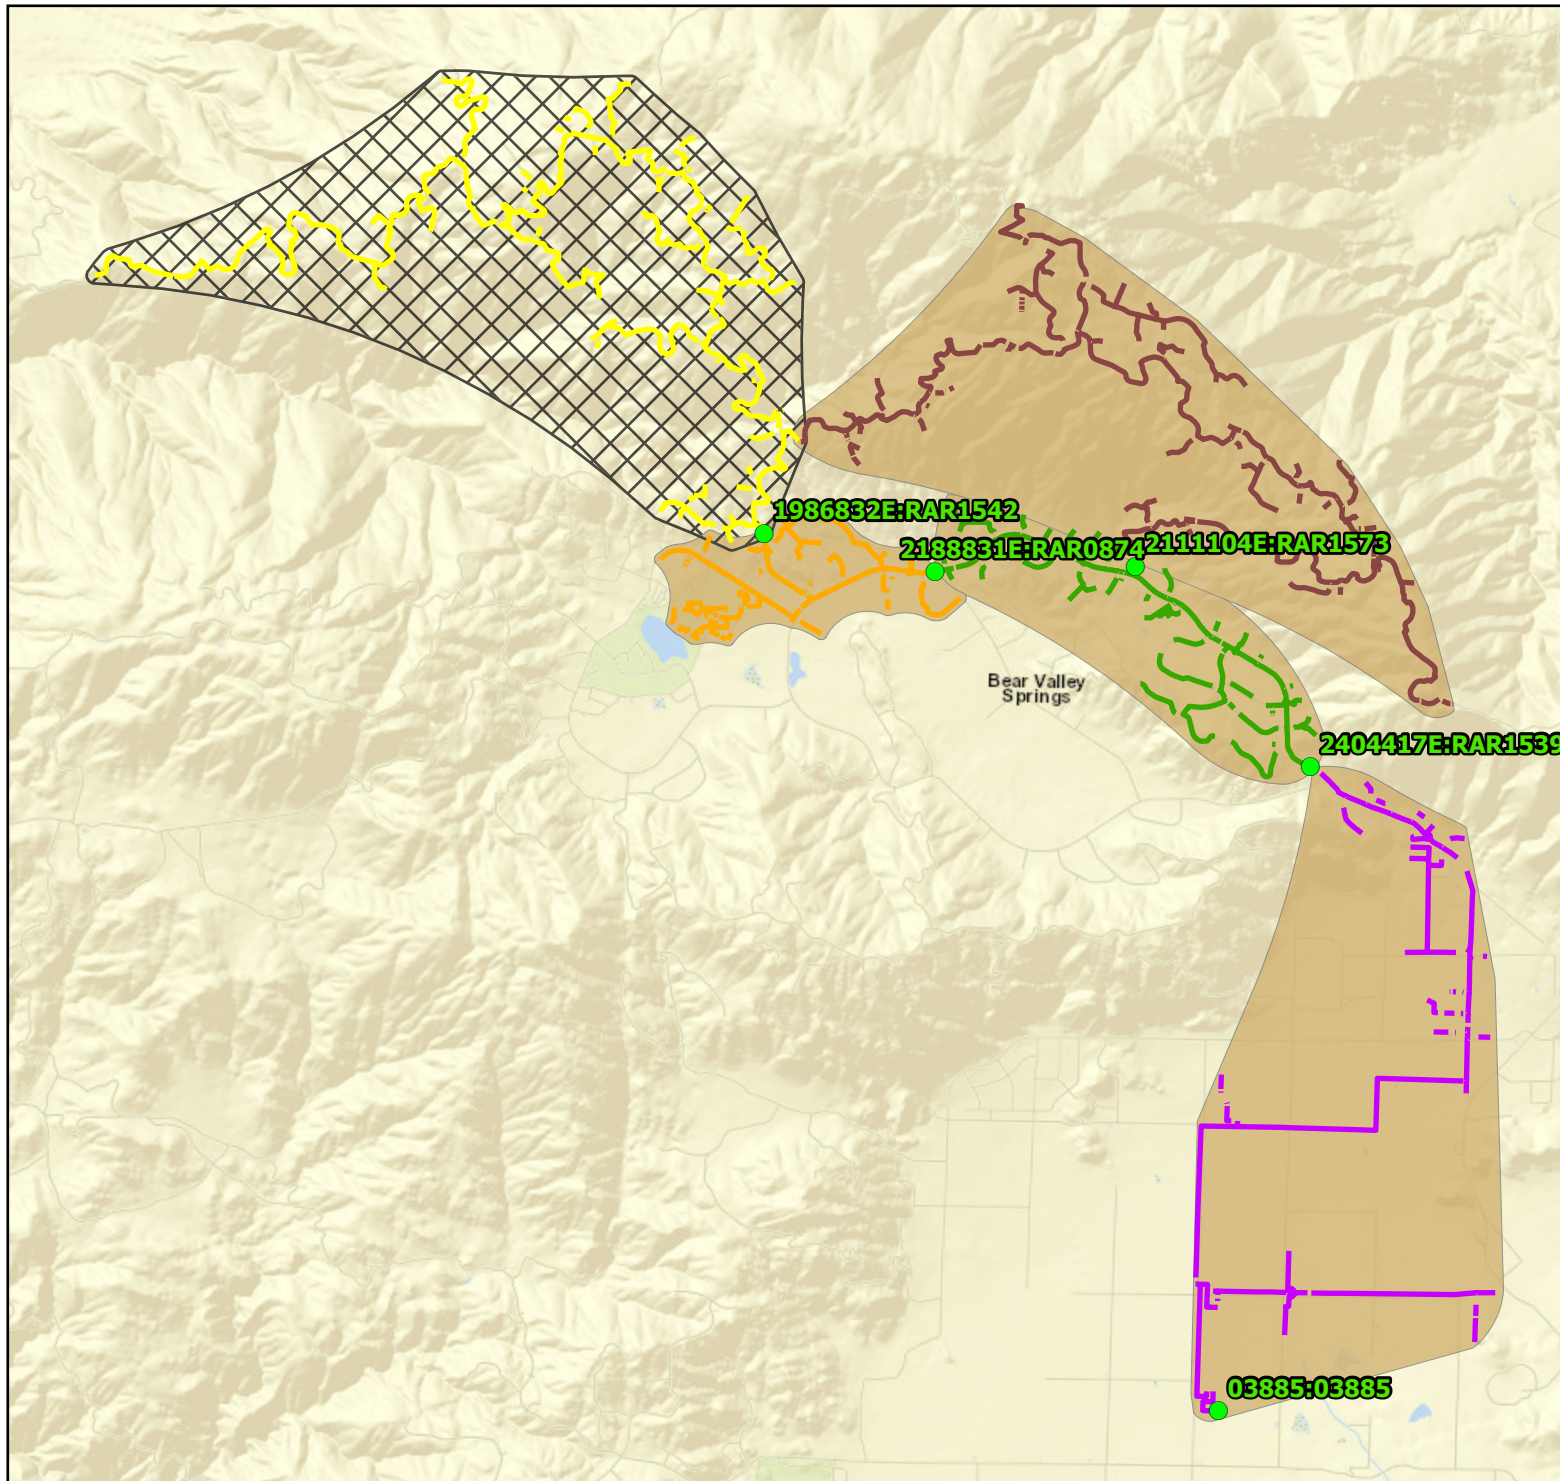 1986832E:RAR1542
2188831E:RAR0874
2111104E:RAR1573
Bear Valley
Springs
2404417E:RAR1539
03885:03885